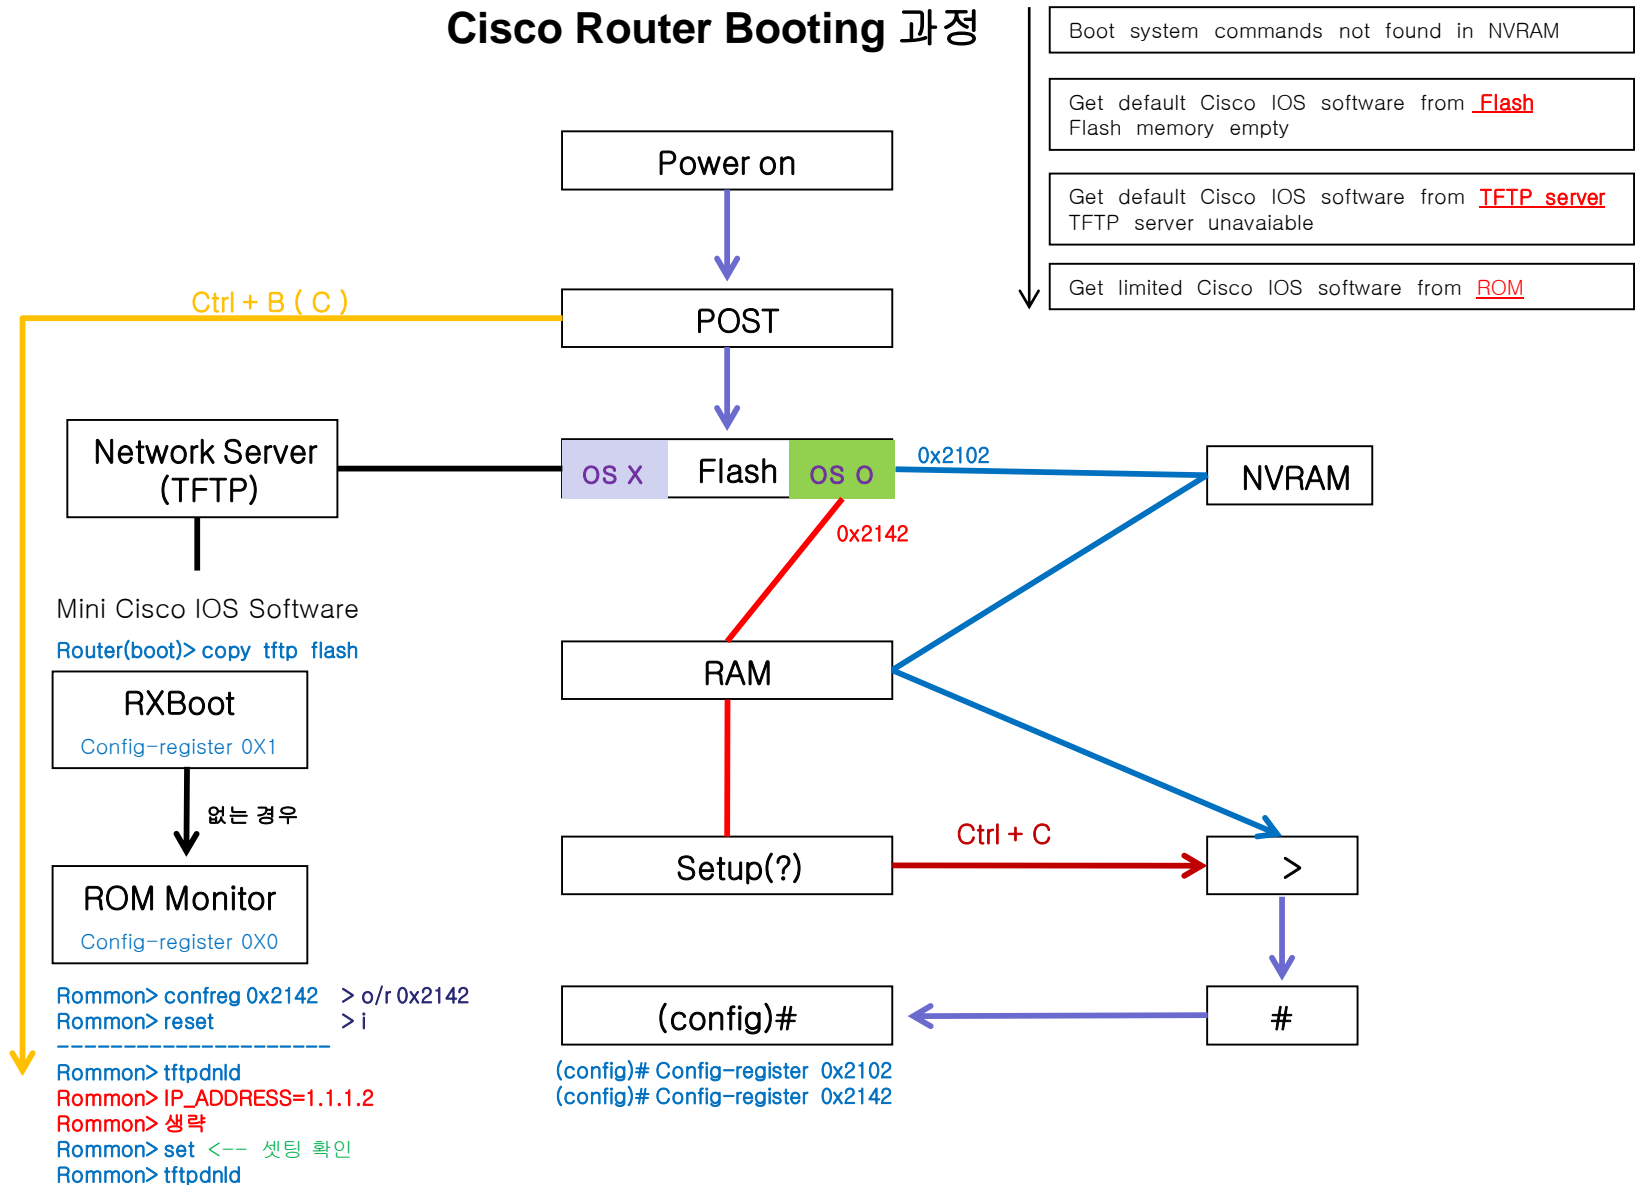 Cisco Router Booting 과정
Boot system commands not found in NVRAM
Get default Cisco IOS software from Flash
Flash memory empty
Get default Cisco IOS software from TFTP server
TFTP server unavaiable
Get limited Cisco IOS software from ROM
Power on
Ctrl + B ( C )
POST
Network Server
(TFTP)
os x
Flash
os o
0x2102
NVRAM
0x2142
Mini Cisco IOS Software
Router(boot)> copy tftp flash
RXBoot
Config-register 0X1
RAM
없는 경우
Setup(?)
Ctrl + C
>
ROM Monitor
Config-register 0X0
Rommon> confreg 0x2142 > o/r 0x2142
Rommon> reset > i
---------------------
Rommon> tftpdnld
Rommon> IP_ADDRESS=1.1.1.2
Rommon> 생략
Rommon> set <-- 셋팅 확인
Rommon> tftpdnld
(config)#
#
(config)# Config-register 0x2102
(config)# Config-register 0x2142